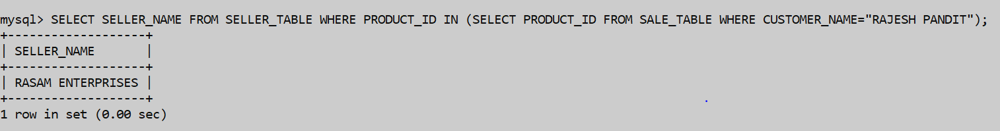 mysql> SELECT SELLER_NAME FROM SELLER_TABLE WHERE PRODUCT_ID IN (SELECT PRODUCT_ID FROM SALE_TABLE WHERE CUSTOMER_NAME="RAJESH PANDIT");
+-------------------+
| SELLER_NAME       |
+-------------------+
| RASAM ENTERPRISES |
+-------------------+
1 row in set (0.00 sec)